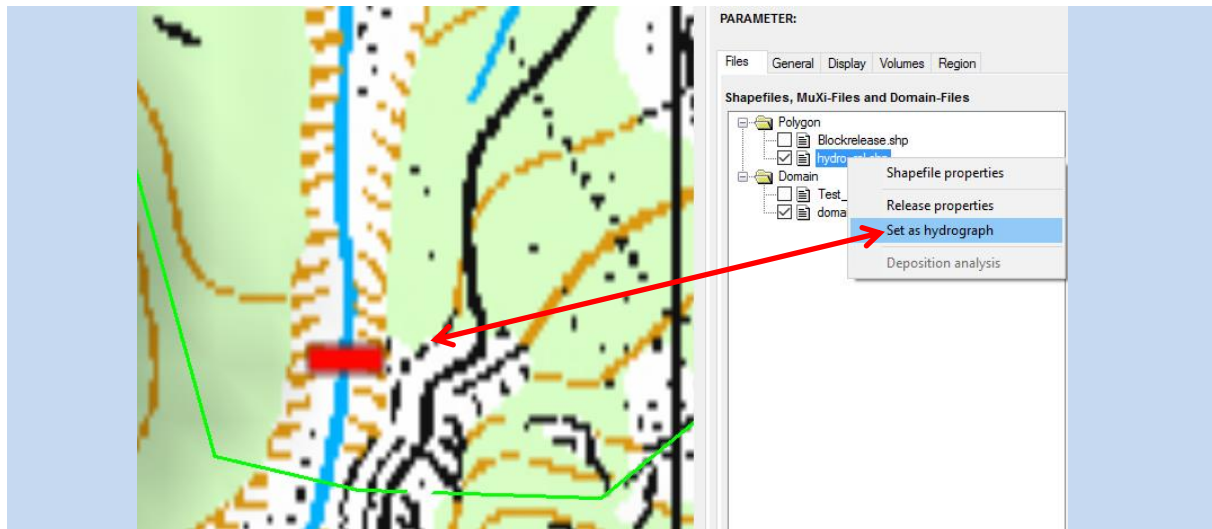 PARAMETER:
Files General Display Volumes Region
Shapefiles, MuXi-Files and Domain-Files
Polygon
Blockrelease.shp
Shapefile properties
Domain
Release properties
Set as hydrograph
Deposition analysis